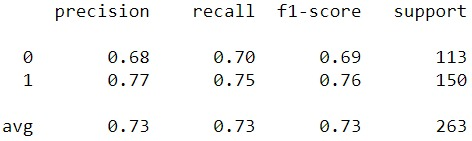 precision recall f1-score support
0 0.68 0.70 0.69 113
1 0.77 0.75 0.76 150
avg 0.73 0.73 0.73 263